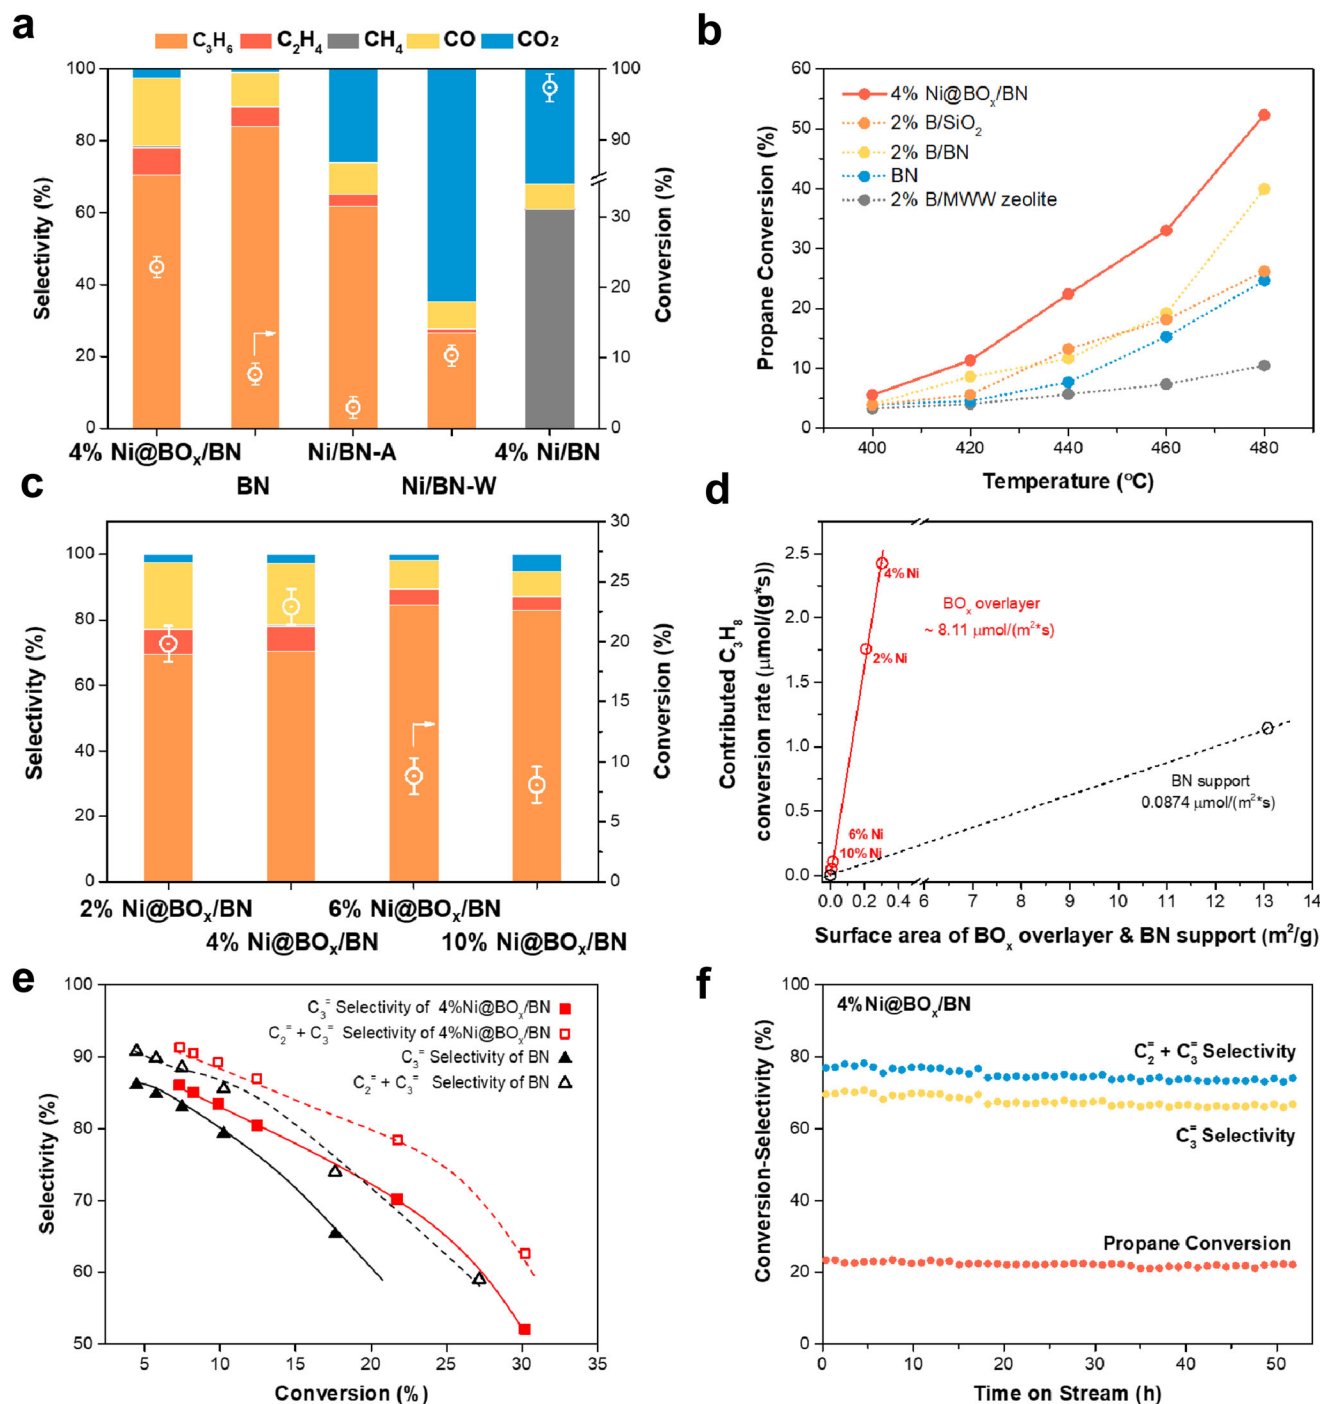 a
C₃H₆ C₂H₄ CH₄ CO CO₂
100
80
60
40
20
0
Selectivity (%)
100
90
30
20
10
0
Conversion (%)
4% Ni@BOₓ/BN
BN
Ni/BN-A
Ni/BN-W
4% Ni/BN
b
60
50
40
30
20
10
0
Propane Conversion (%)
4% Ni@BOₓ/BN
2% B/SiO₂
2% B/BN
BN
2% B/MWW zeolite
400 420 440 460 480
Temperature (°C)
c
100
80
60
40
20
0
Selectivity (%)
30
25
20
15
10
5
0
Conversion (%)
2% Ni@BOₓ/BN
4% Ni@BOₓ/BN
6% Ni@BOₓ/BN
10% Ni@BOₓ/BN
d
2.5
2.0
1.5
1.0
0.5
0.0
Contributed C₃H₈
conversion rate (μmol/(g*s))
4% Ni
BOₓ overlayer
~ 8.11 μmol/(m²*s)
2% Ni
BN support
0.0874 μmol/(m²*s)
6% Ni
10% Ni
0.0 0.2 0.4 6 7 8 9 10 11 12 13 14
Surface area of BOₓ overlayer & BN support (m²/g)
e
100
90
80
70
60
50
Selectivity (%)
C₃⁼ Selectivity of 4%Ni@BOₓ/BN
C₂⁼ + C₃⁼ Selectivity of 4%Ni@BOₓ/BN
C₃⁼ Selectivity of BN
C₂⁼ + C₃⁼ Selectivity of BN
5 10 15 20 25 30 35
Conversion (%)
f
100
80
60
40
20
0
Conversion-Selectivity (%)
4%Ni@BOₓ/BN
C₂⁼ + C₃⁼ Selectivity
C₃⁼ Selectivity
Propane Conversion
0 10 20 30 40 50
Time on Stream (h)